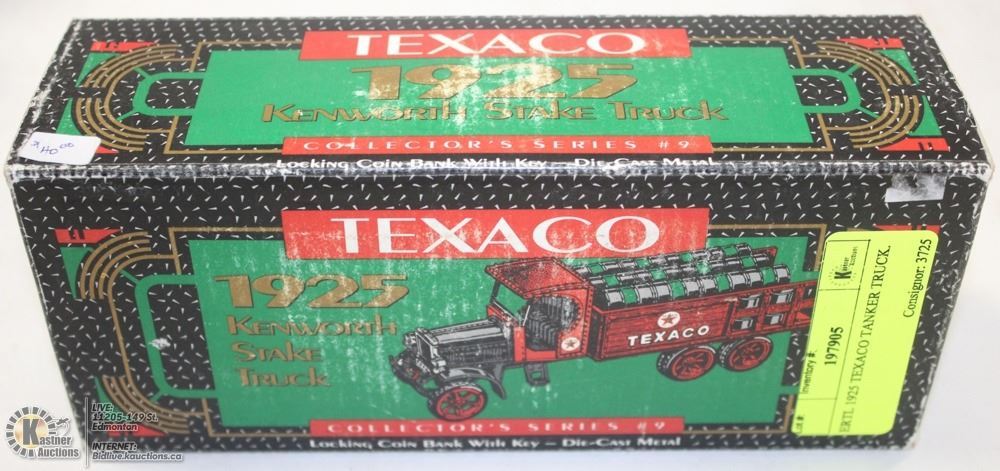 TEXACO
1925
KENWORTH STAKE TRUCK
COLLECTOR'S SERIES #9
LOCKING COIN BANK WITH KEY DIE-CAST METAL
40.00
TEXACO
1925
KENWORTH
STAKE
TRUCK
TEXACO
COLLECTOR'S SERIES #9
LOCKING COIN BANK WITH KEY DIE-CAST METAL
Lot #:
Inventory #:
197905
ERTL 1925 TEXACO TANKER TRUCK.
Consignor: 3725
Kastner
Kastner
Auctions
LIVE:
11205-149 St.
Edmonton
INTERNET:
Bidlive.kauctions.ca